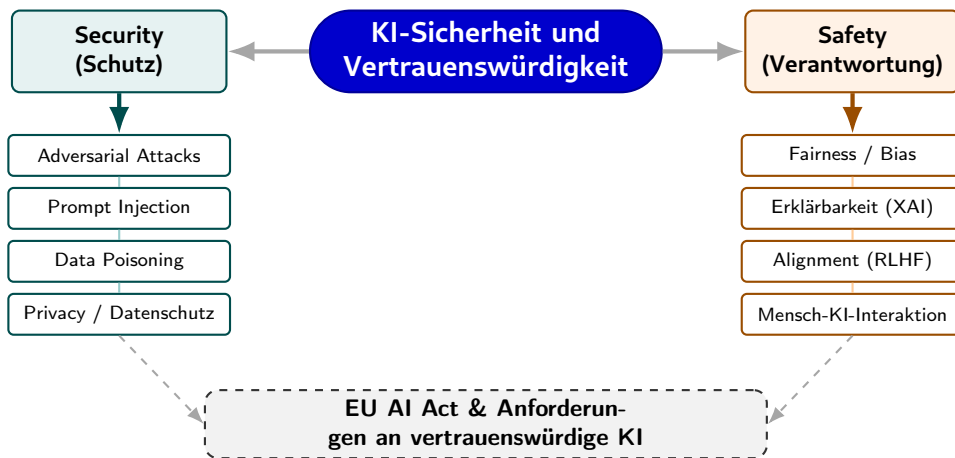 KI-Sicherheit und
Vertrauenswürdigkeit
Security
(Schutz)
Adversarial Attacks
Prompt Injection
Data Poisoning
Privacy / Datenschutz
Safety
(Verantwortung)
Fairness / Bias
Erklärbarkeit (XAI)
Alignment (RLHF)
Mensch-KI-Interaktion
EU AI Act & Anforderun-
gen an vertrauenswürdige KI